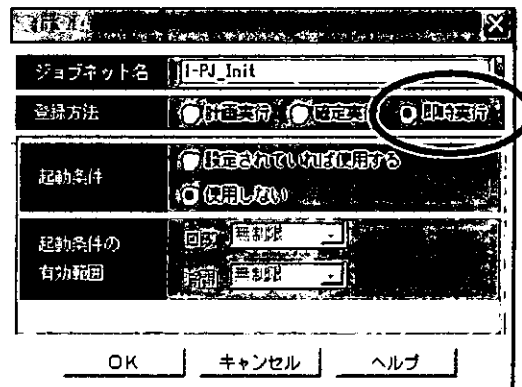 ジョブネット名 I-PJ_Init
登録方法 計画実行 確定実行 即時実行
起動条件 設定されていれば使用する
使用しない
起動条件の 回数 無制限
有効範囲 時間 無制限
OK キャンセル ヘルプ